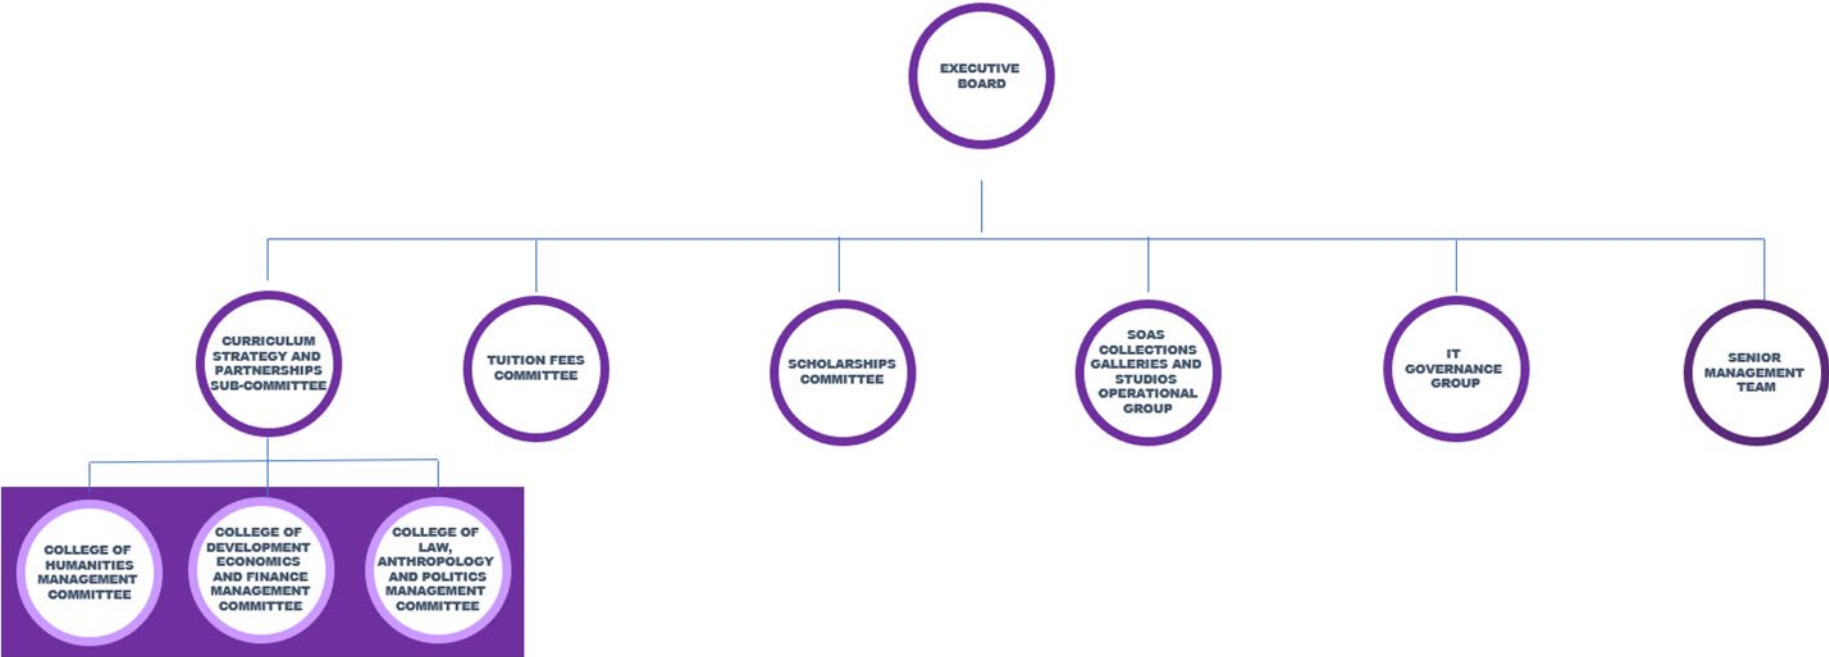 EXECUTIVE
BOARD
CURRICULUM
STRATEGY AND
PARTNERSHIPS
SUB-COMMITTEE
TUITION FEES
COMMITTEE
SCHOLARSHIPS
COMMITTEE
SOAS
COLLECTIONS
GALLERIES AND
STUDIOS
OPERATIONAL
GROUP
IT
GOVERNANCE
GROUP
SENIOR
MANAGEMENT
TEAM
COLLEGE OF
HUMANITIES
MANAGEMENT
COMMITTEE
COLLEGE OF
DEVELOPMENT
ECONOMICS
AND FINANCE
MANAGEMENT
COMMITTEE
COLLEGE OF
LAW,
ANTHROPOLOGY
AND POLITICS
MANAGEMENT
COMMITTEE